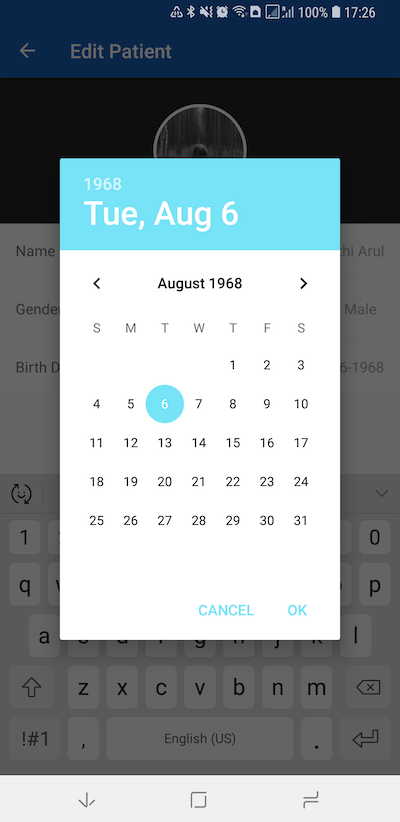 100% 17:26
Edit Patient
1968
Tue, Aug 6
Name
thi Arul
August 1968
S M T W T F S
Gender
Male
1 2 3
Birth D
6-1968
4 5 6 7 8 9 10
11 12 13 14 15 16 17
18 19 20 21 22 23 24
25 26 27 28 29 30 31
1 0
q p
CANCEL OK
a l
z x c v b n m
!#1 , English (US) .